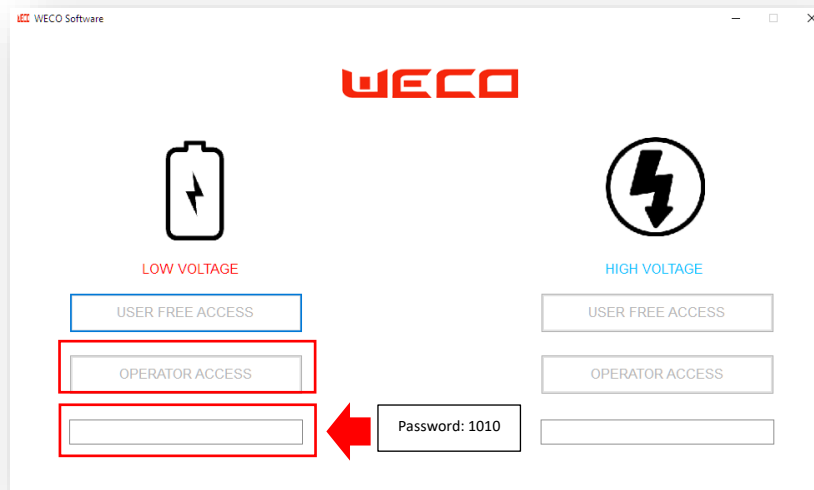 WECO Software
WECO
LOW VOLTAGE
HIGH VOLTAGE
USER FREE ACCESS
USER FREE ACCESS
OPERATOR ACCESS
OPERATOR ACCESS
Password: 1010